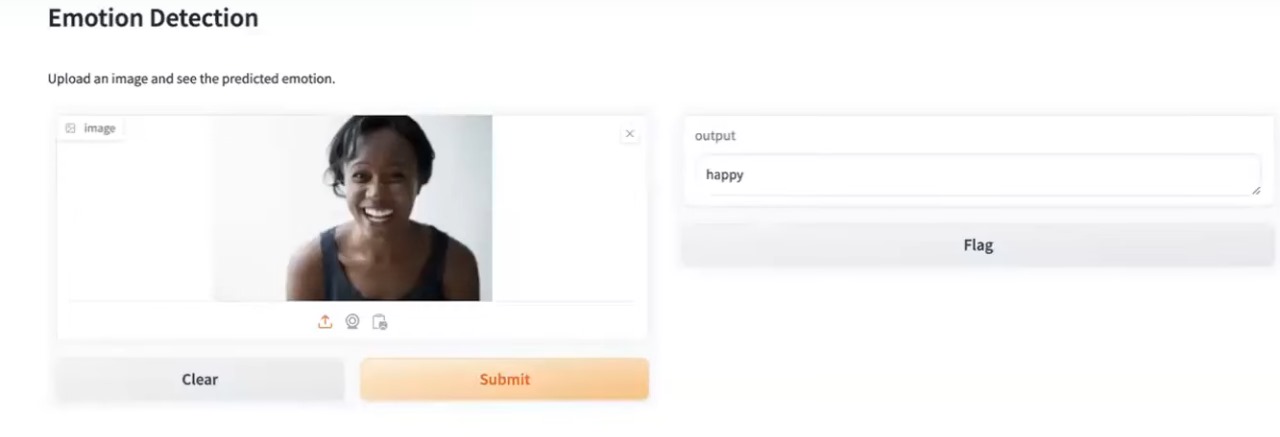 Emotion Detection
Upload an image and see the predicted emotion.
image
output
happy
Flag
Clear
Submit